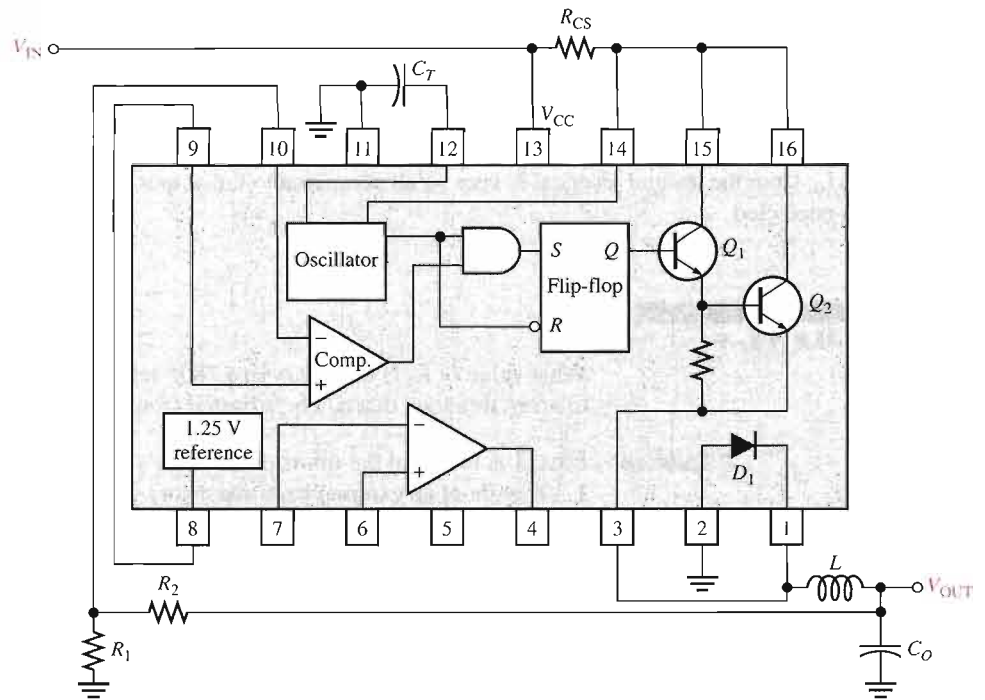 R_CS
V_IN
C_T
V_CC
9 10 11 12 13 14 15 16
Oscillator
S Q
Flip-flop
R
Q_1
Q_2
−
Comp.
+
1.25 V
reference
−
+
D_1
8 7 6 5 4 3 2 1
L
V_OUT
R_2
R_1
C_O